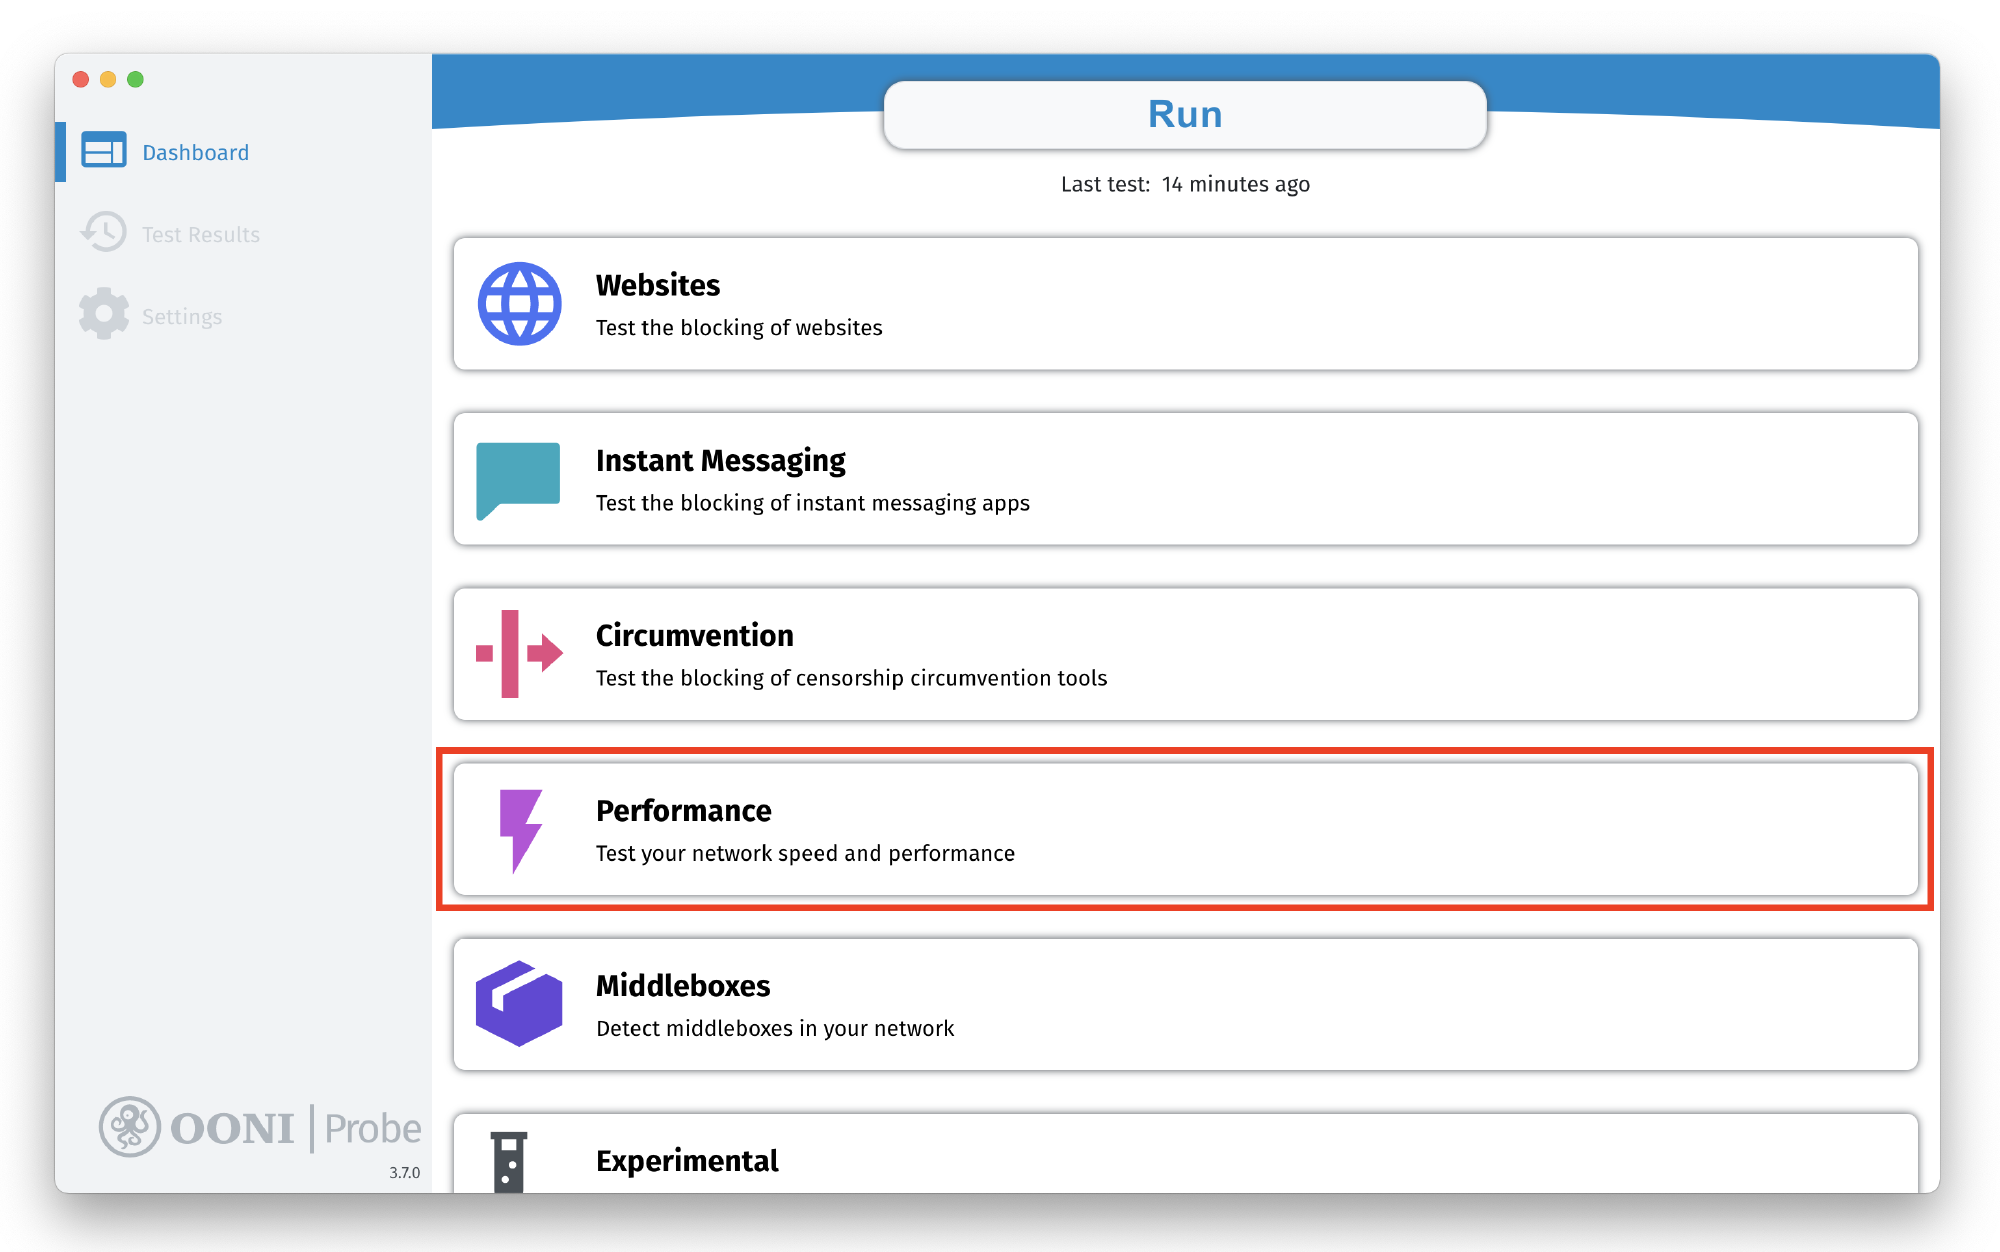 Run
Last test: 14 minutes ago
Dashboard
Test Results
Settings
Websites
Test the blocking of websites
Instant Messaging
Test the blocking of instant messaging apps
Circumvention
Test the blocking of censorship circumvention tools
Performance
Test your network speed and performance
Middleboxes
Detect middleboxes in your network
Experimental
OONI | Probe
3.7.0